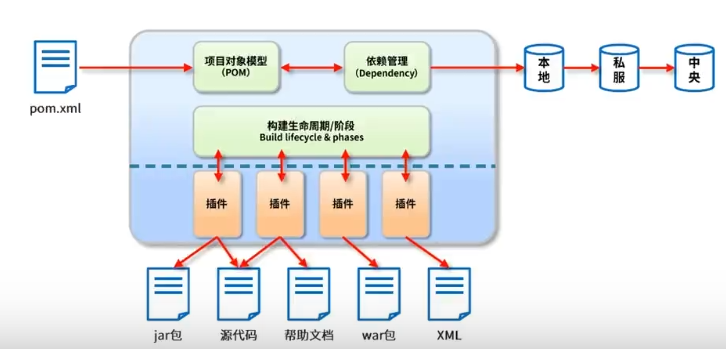 pom.xml
项目对象模型
（POM）
依赖管理
（Dependency）
本地
私服
中央
构建生命周期/阶段
Build lifecycle & phases
插件
插件
插件
插件
jar包
源代码
帮助文档
war包
XML